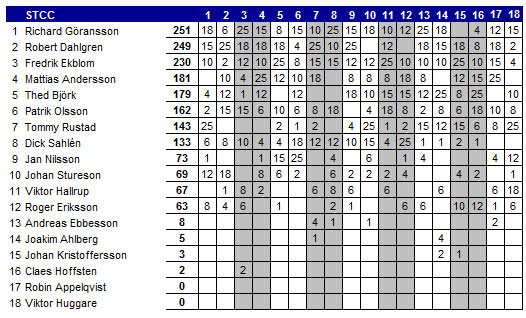 STCC 1 2 3 4 5 6 7 8 9 10 11 12 13 14 15 16 17 18
1 Richard Göransson 251 18 6 25 15 8 15 10 25 15 18 10 12 25 18 4 12 15
2 Robert Dahlgren 249 15 25 18 18 18 4 25 10 25 12 18 15 18 8 18 2
3 Fredrik Ekblom 230 10 2 12 10 25 8 15 15 12 12 25 25 10 10 10 10 15 4
4 Mattias Andersson 181 10 4 25 12 10 18 8 8 8 18 8 12 15 25
5 Thed Björk 179 4 12 1 12 12 18 10 15 15 12 25 8 25 10
6 Patrik Olsson 162 2 15 15 6 10 6 8 18 4 18 8 2 8 6 18 10 8
7 Tommy Rustad 143 25 2 1 2 4 25 1 2 15 12 15 6 8 25
8 Dick Sahlén 133 6 8 10 4 4 18 12 12 10 15 4 25 1 1 2 1
9 Jan Nilsson 73 1 1 15 25 4 6 1 4 4 12
10 Johan Stureson 69 12 18 8 6 2 6 2 2 2 4 4 2 1
11 Viktor Hallrup 67 1 8 2 6 8 6 6 6 6 18
12 Roger Eriksson 63 8 4 6 1 2 1 6 6 10 12 1 6
13 Andreas Ebbesson 8 4 1 1 2
14 Joakim Ahlberg 5 1 4
15 Johan Kristoffersson 3 2 1
16 Claes Hoffsten 2 2
17 Robin Appelqvist 0
18 Viktor Huggare 0